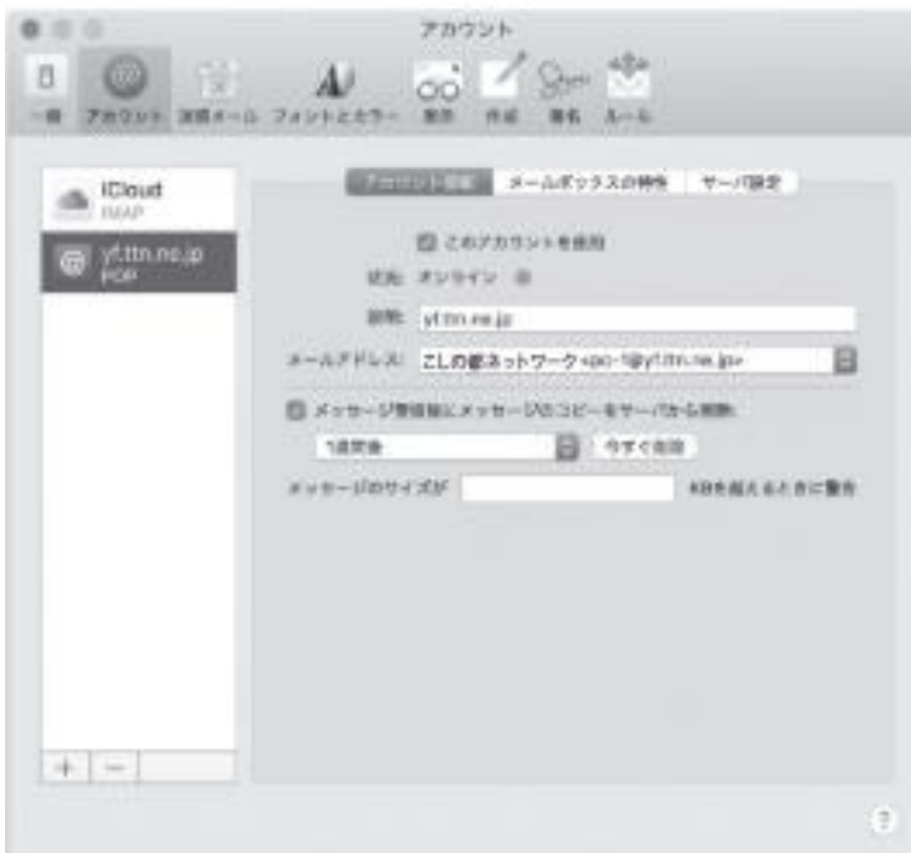 アカウント
一般 アカウント 迷惑メール フォントとカラー 表示 作成 署名 ルール
iCloud
IMAP
yf.ttn.ne.jp
POP
アカウント情報 メールボックスの特性 サーバ設定
このアカウントを使用
状況: オンライン
説明: yf.ttn.ne.jp
メールアドレス: こしの都ネットワーク <pc-1@yf.ttn.ne.jp>
メッセージ受信後にメッセージのコピーをサーバから削除:
1週間後 今すぐ削除
メッセージのサイズが KBを超えるときに警告
+ −
?